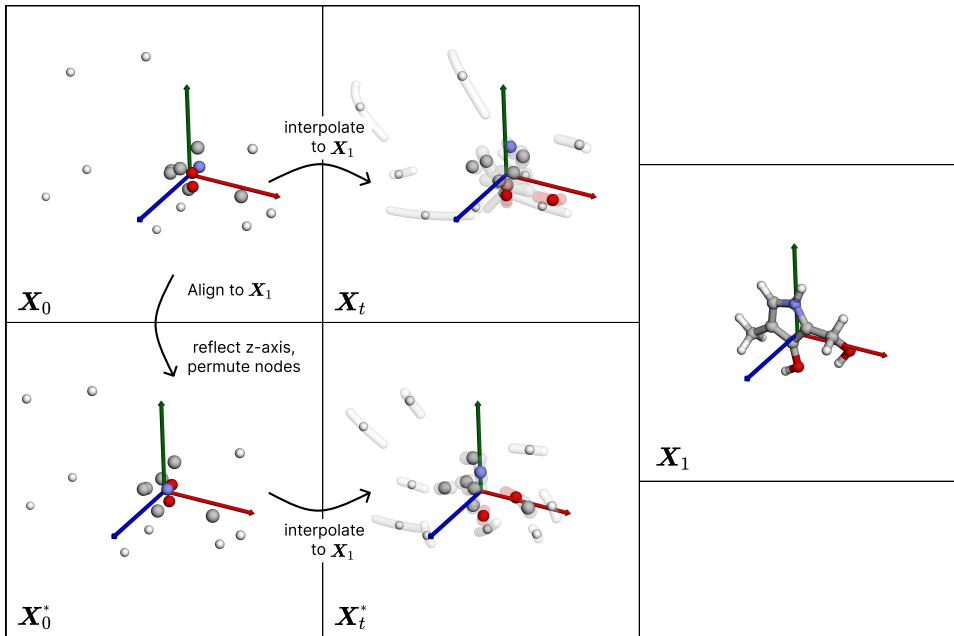 interpolate
to X₁
X₀
Align to X₁
Xₜ
reflect z-axis,
permute nodes
X₁
interpolate
to X₁
X₀*
Xₜ*